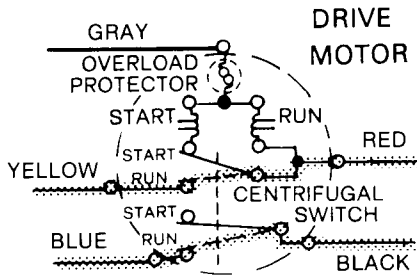 DRIVE
MOTOR
GRAY
OVERLOAD
PROTECTOR
START
RUN
RED
START
YELLOW
RUN
CENTRIFUGAL
SWITCH
START
BLUE
RUN
BLACK